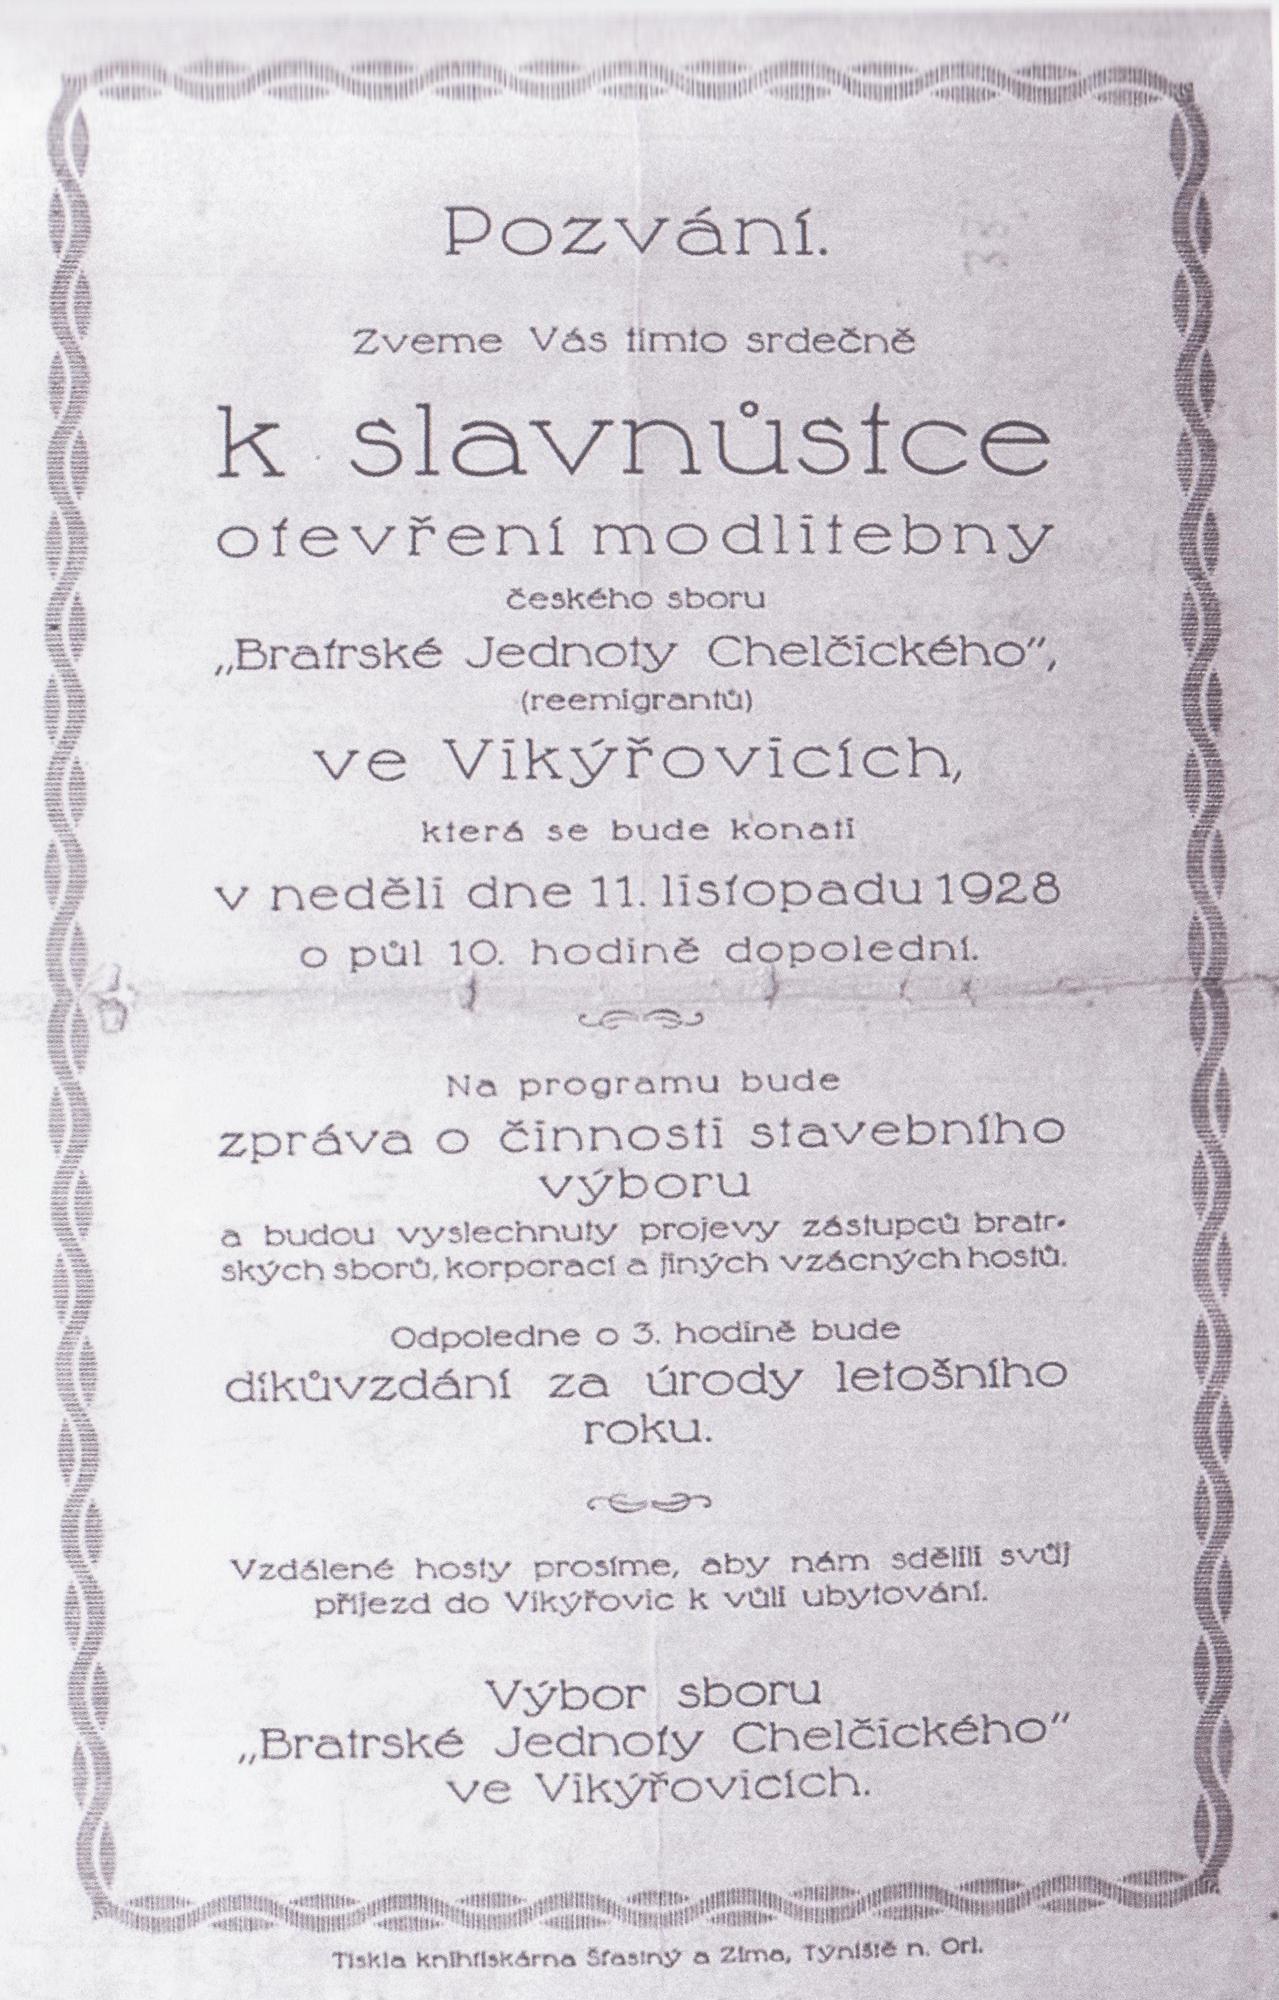 Pozvání.
Zveme Vás tímto srdečně
k slavnůstce
otevření modlitebny
českého sboru
„Bratrské Jednoty Chelčického“,
(reemigrantů)
ve Vikýřovicích,
která se bude konati
v neděli dne 11. listopadu 1928
o půl 10. hodině dopolední.
Na programu bude
zpráva o činnosti stavebního
výboru
a budou vyslechnuty projevy zástupců bratr-
ských sborů, korporací a jiných vzácných hostů.
Odpoledne o 3. hodině bude
díkůvzdání za úrody letošního
roku.
Vzdálené hosty prosíme, aby nám sdělili svůj
příjezd do Vikýřovic k vůli ubytování.
Výbor sboru
„Bratrské Jednoty Chelčického“
ve Vikýřovicích.
Tiskla knihtiskárna Šťastný a Zima, Týniště n. Orl.